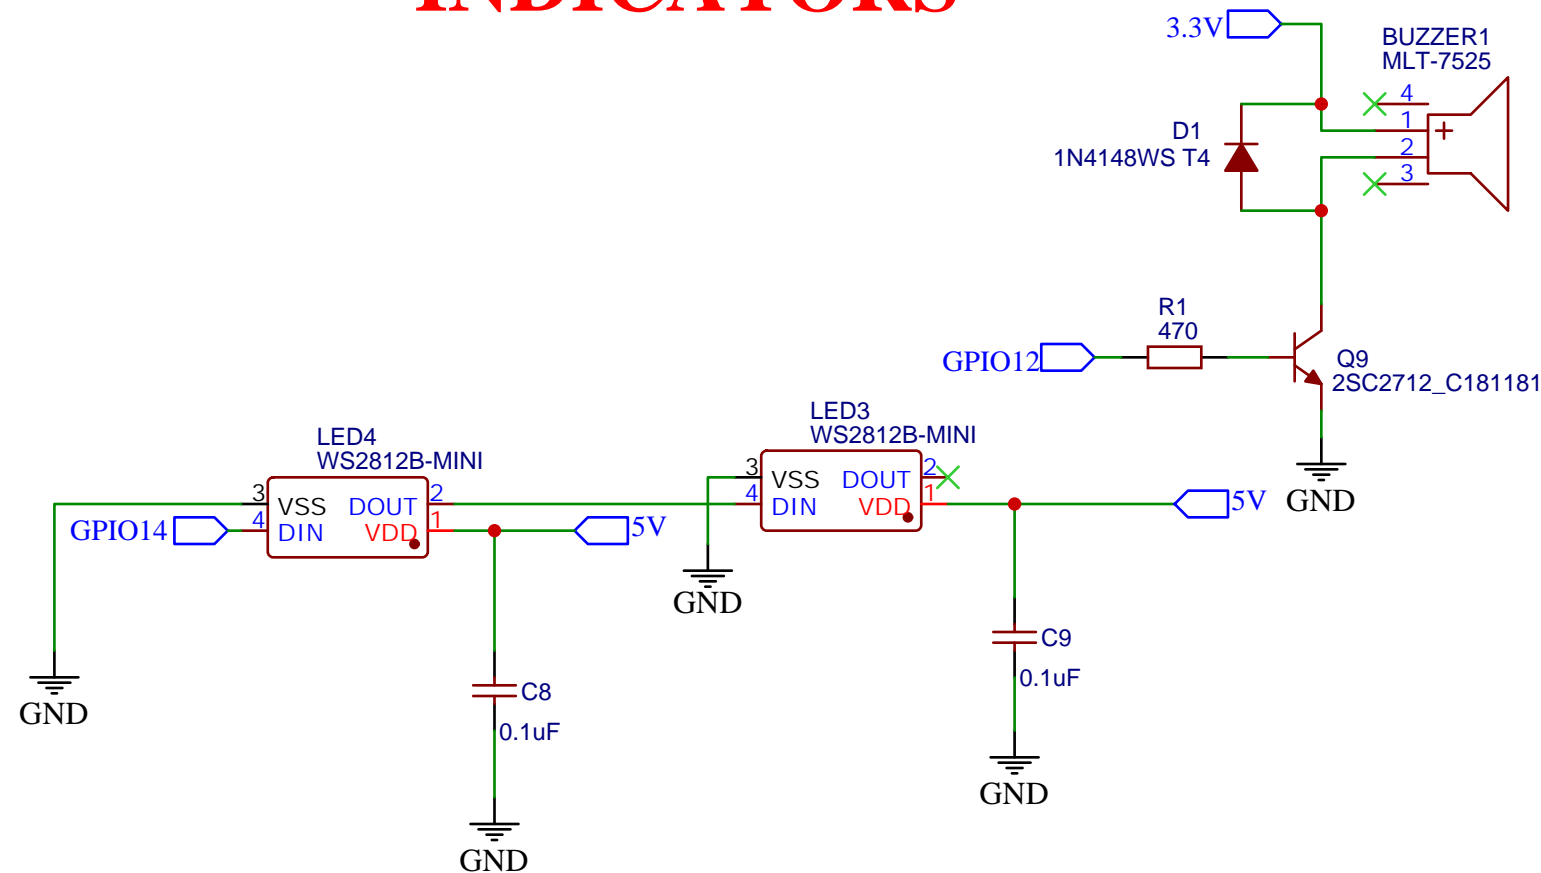 INDICATORS
3.3V
BUZZER1
MLT-7525
4
1
+
2
3
D1
1N4148WS T4
R1
470
GPIO12
Q9
2SC2712_C181181
GND
LED4
WS2812B-MINI
3
VSS
DOUT
2
GPIO14
4
DIN
VDD
1
5V
GND
C8
0.1uF
GND
LED3
WS2812B-MINI
3
VSS
DOUT
2
4
DIN
VDD
1
5V
GND
C9
0.1uF
GND